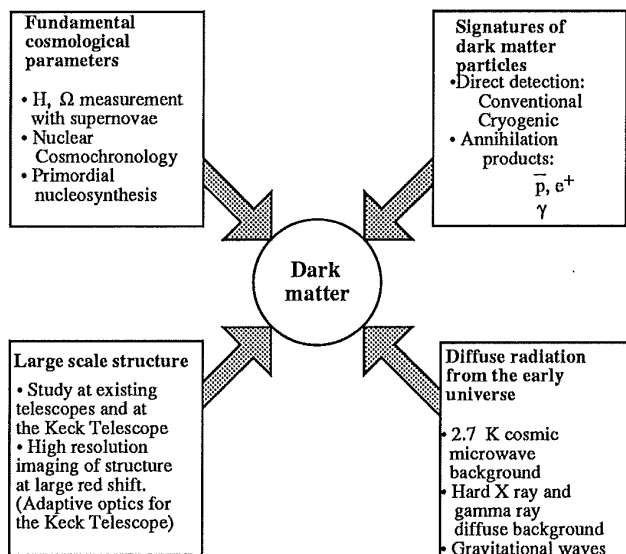 Fundamental
cosmological
parameters
• H, Ω measurement
with supernovae
• Nuclear
Cosmochronology
• Primordial
nucleosynthesis
Signatures of
dark matter
particles
•Direct detection:
Conventional
Cryogenic
• Annihilation
products:
p̅, e⁺
γ
Dark
matter
Large scale structure
• Study at existing
telescopes and at
the Keck Telescope
• High resolution
imaging of structure
at large red shift.
(Adaptive optics for
the Keck Telescope)
Diffuse radiation
from the early
universe
• 2.7 K cosmic
microwave
background
• Hard X ray and
gamma ray
diffuse background
• Gravitational waves